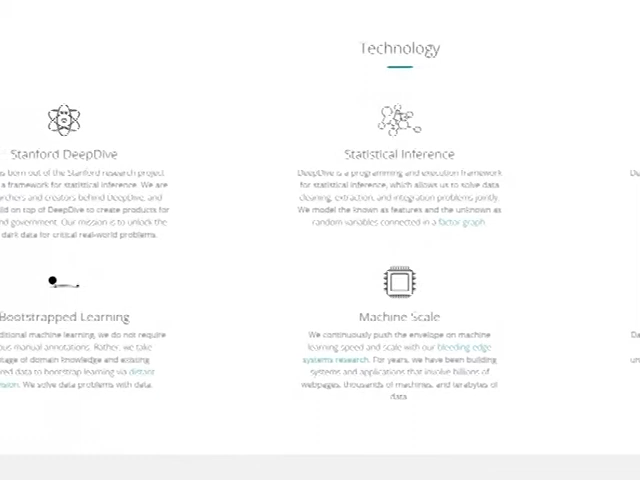 Technology
Stanford DeepDive
s born out of the Stanford research project
a framework for statistical inference. We are
rchers and creators behind DeepDive, and
ild on top of DeepDive to create products for
nd government. Our mission is to unlock the
dark data for critical real-world problems.
Statistical Inference
DeepDive is a programming and execution framework
for statistical inference, which allows us to solve data
cleaning, extraction, and integration problems jointly.
We model the known as features and the unknown as
random variables connected in a factor graph.
De
Bootstrapped Learning
ditional machine learning, we do not require
ous manual annotations. Rather, we take
tage of domain knowledge and existing
red data to bootstrap learning via distant
ision. We solve data problems with data.
Machine Scale
We continuously push the envelope on machine
learning speed and scale with our bleeding edge
systems research. For years, we have been building
systems and applications that involve billions of
webpages, thousands of machines, and terabytes of
data.
Da
un